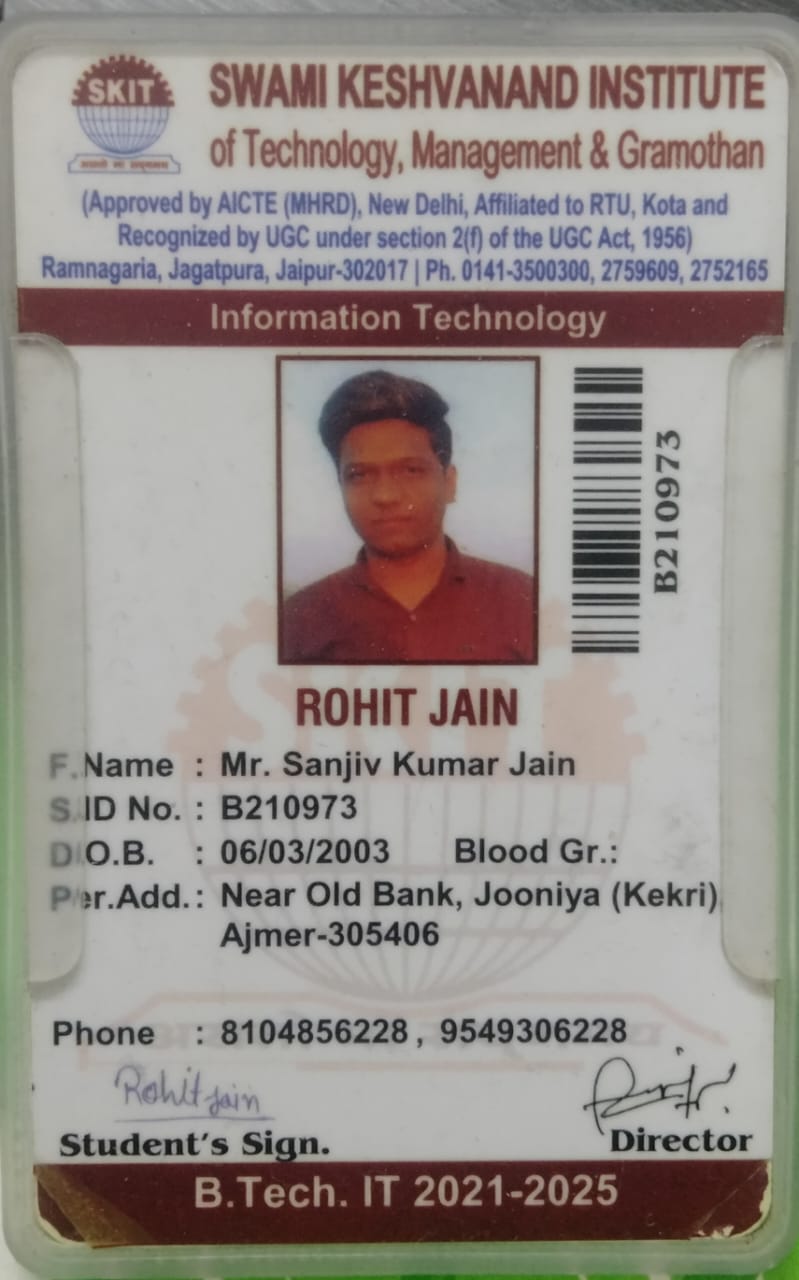 SKIT
SWAMI KESHVANAND INSTITUTE
of Technology, Management & Gramothan
(Approved by AICTE (MHRD), New Delhi, Affiliated to RTU, Kota and
Recognized by UGC under section 2(f) of the UGC Act, 1956)
Ramnagaria, Jagatpura, Jaipur-302017 | Ph. 0141-3500300, 2759609, 2752165
Information Technology
B210973
ROHIT JAIN
F.Name : Mr. Sanjiv Kumar Jain
S.ID No. : B210973
D.O.B. : 06/03/2003 Blood Gr.:
Per.Add.: Near Old Bank, Jooniya (Kekri)
Ajmer-305406
Phone : 8104856228, 9549306228
Rohit jain
Student's Sign.
Director
B.Tech. IT 2021-2025